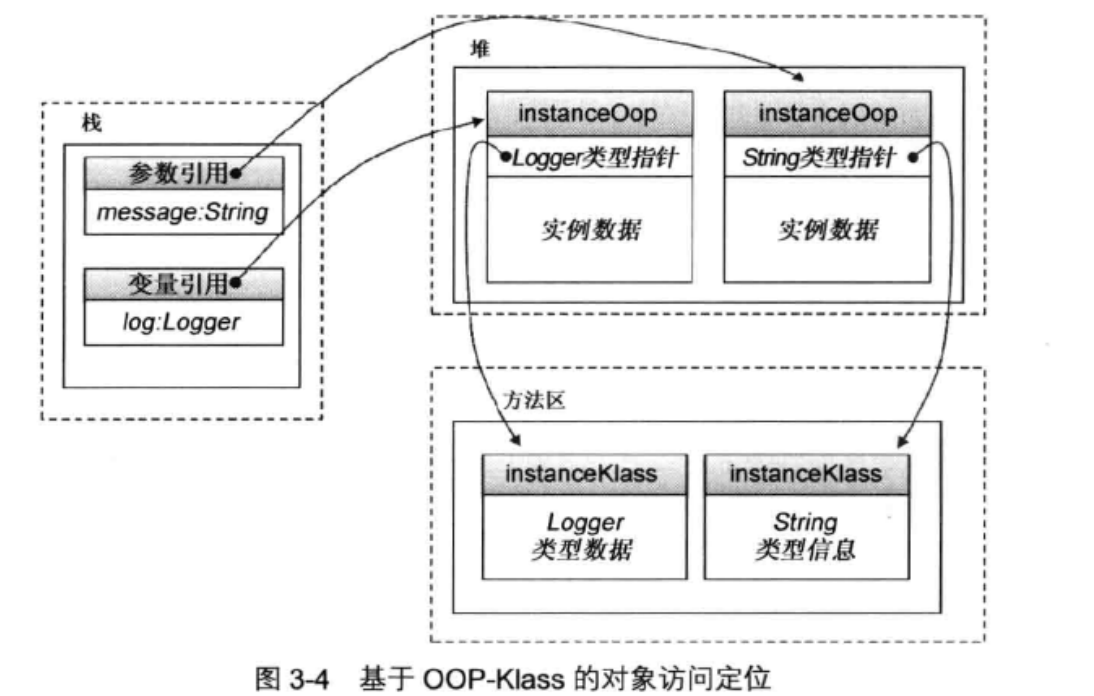 栈
参数引用
message:String
变量引用
log:Logger
堆
instanceOop
Logger类型指针
实例数据
instanceOop
String类型指针
实例数据
方法区
instanceKlass
Logger
类型数据
instanceKlass
String
类型信息
图 3-4 基于 OOP-Klass 的对象访问定位